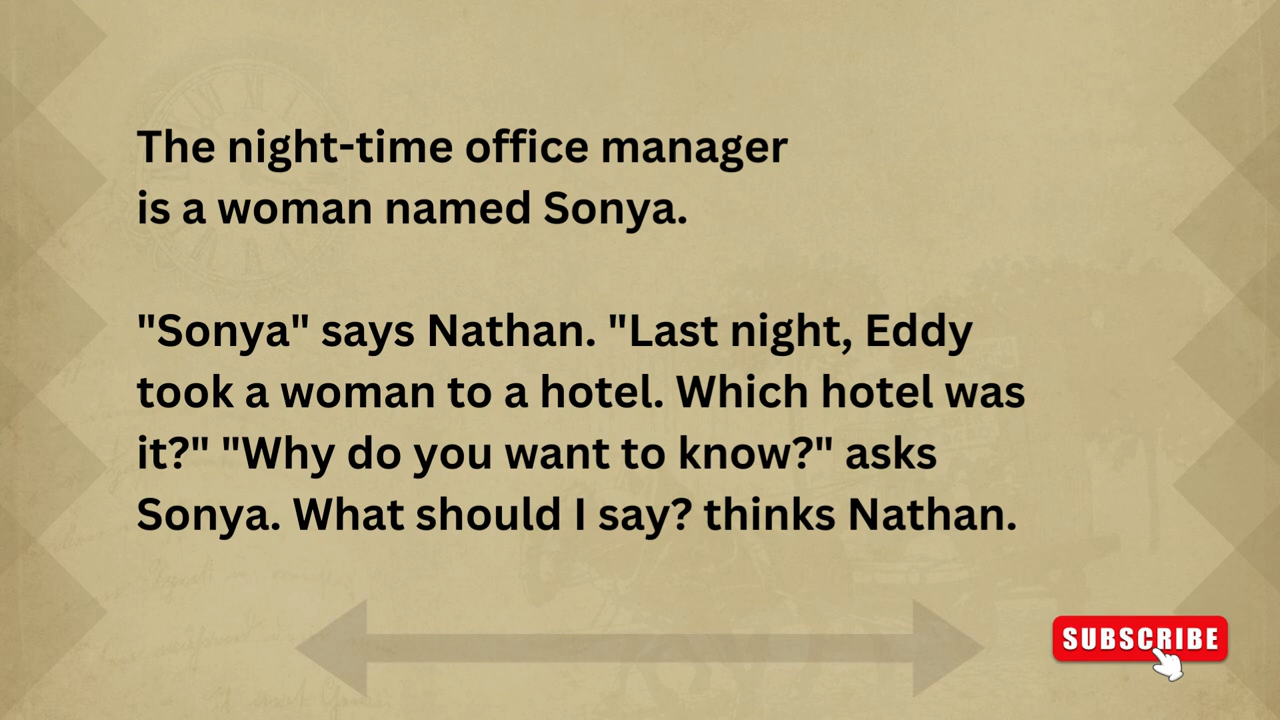 The night-time office manager
is a woman named Sonya.
"Sonya" says Nathan. "Last night, Eddy
took a woman to a hotel. Which hotel was
it?" "Why do you want to know?" asks
Sonya. What should I say? thinks Nathan.
SUBSCRIBE